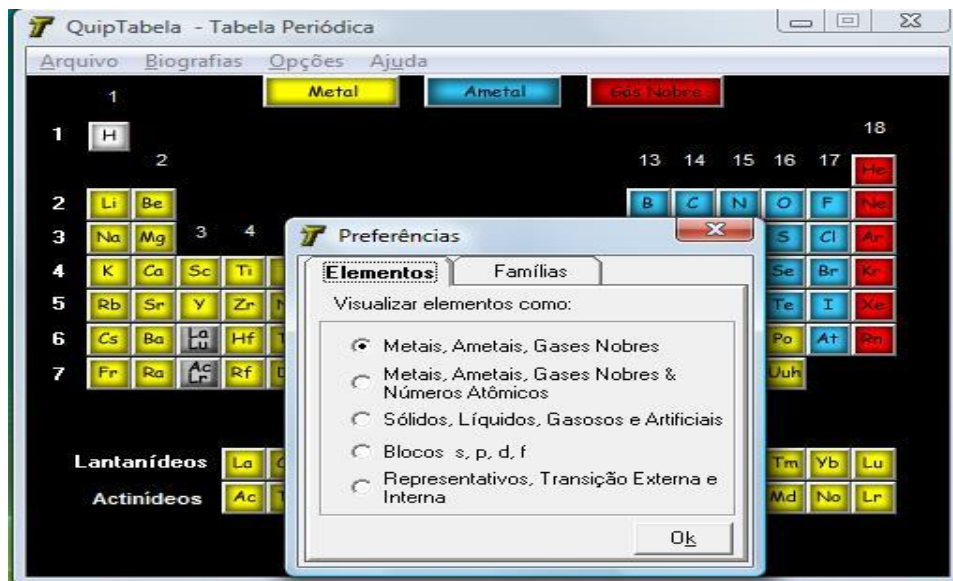 QuipTabela - Tabela Periódica
Arquivo Biografias Opções Ajuda
Metal Ametal Gás Nobre
1
1 H 18
2 13 14 15 16 17 He
2 Li Be B C N O F Ne
3 Na Mg 3 4 S Cl Ar
4 K Ca Sc Ti Se Br Kr
5 Rb Sr Y Zr Te I Xe
6 Cs Ba La Lu Hf Po At Rn
7 Fr Ra Ac Lr Rf Uuh
Lantanídeos La Tm Yb Lu
Actinídeos Ac Md No Lr
Preferências
Elementos Famílias
Visualizar elementos como:
Metais, Ametais, Gases Nobres
Metais, Ametais, Gases Nobres &
Números Atômicos
Sólidos, Líquidos, Gasosos e Artificiais
Blocos s, p, d, f
Representativos, Transição Externa e
Interna
Ok